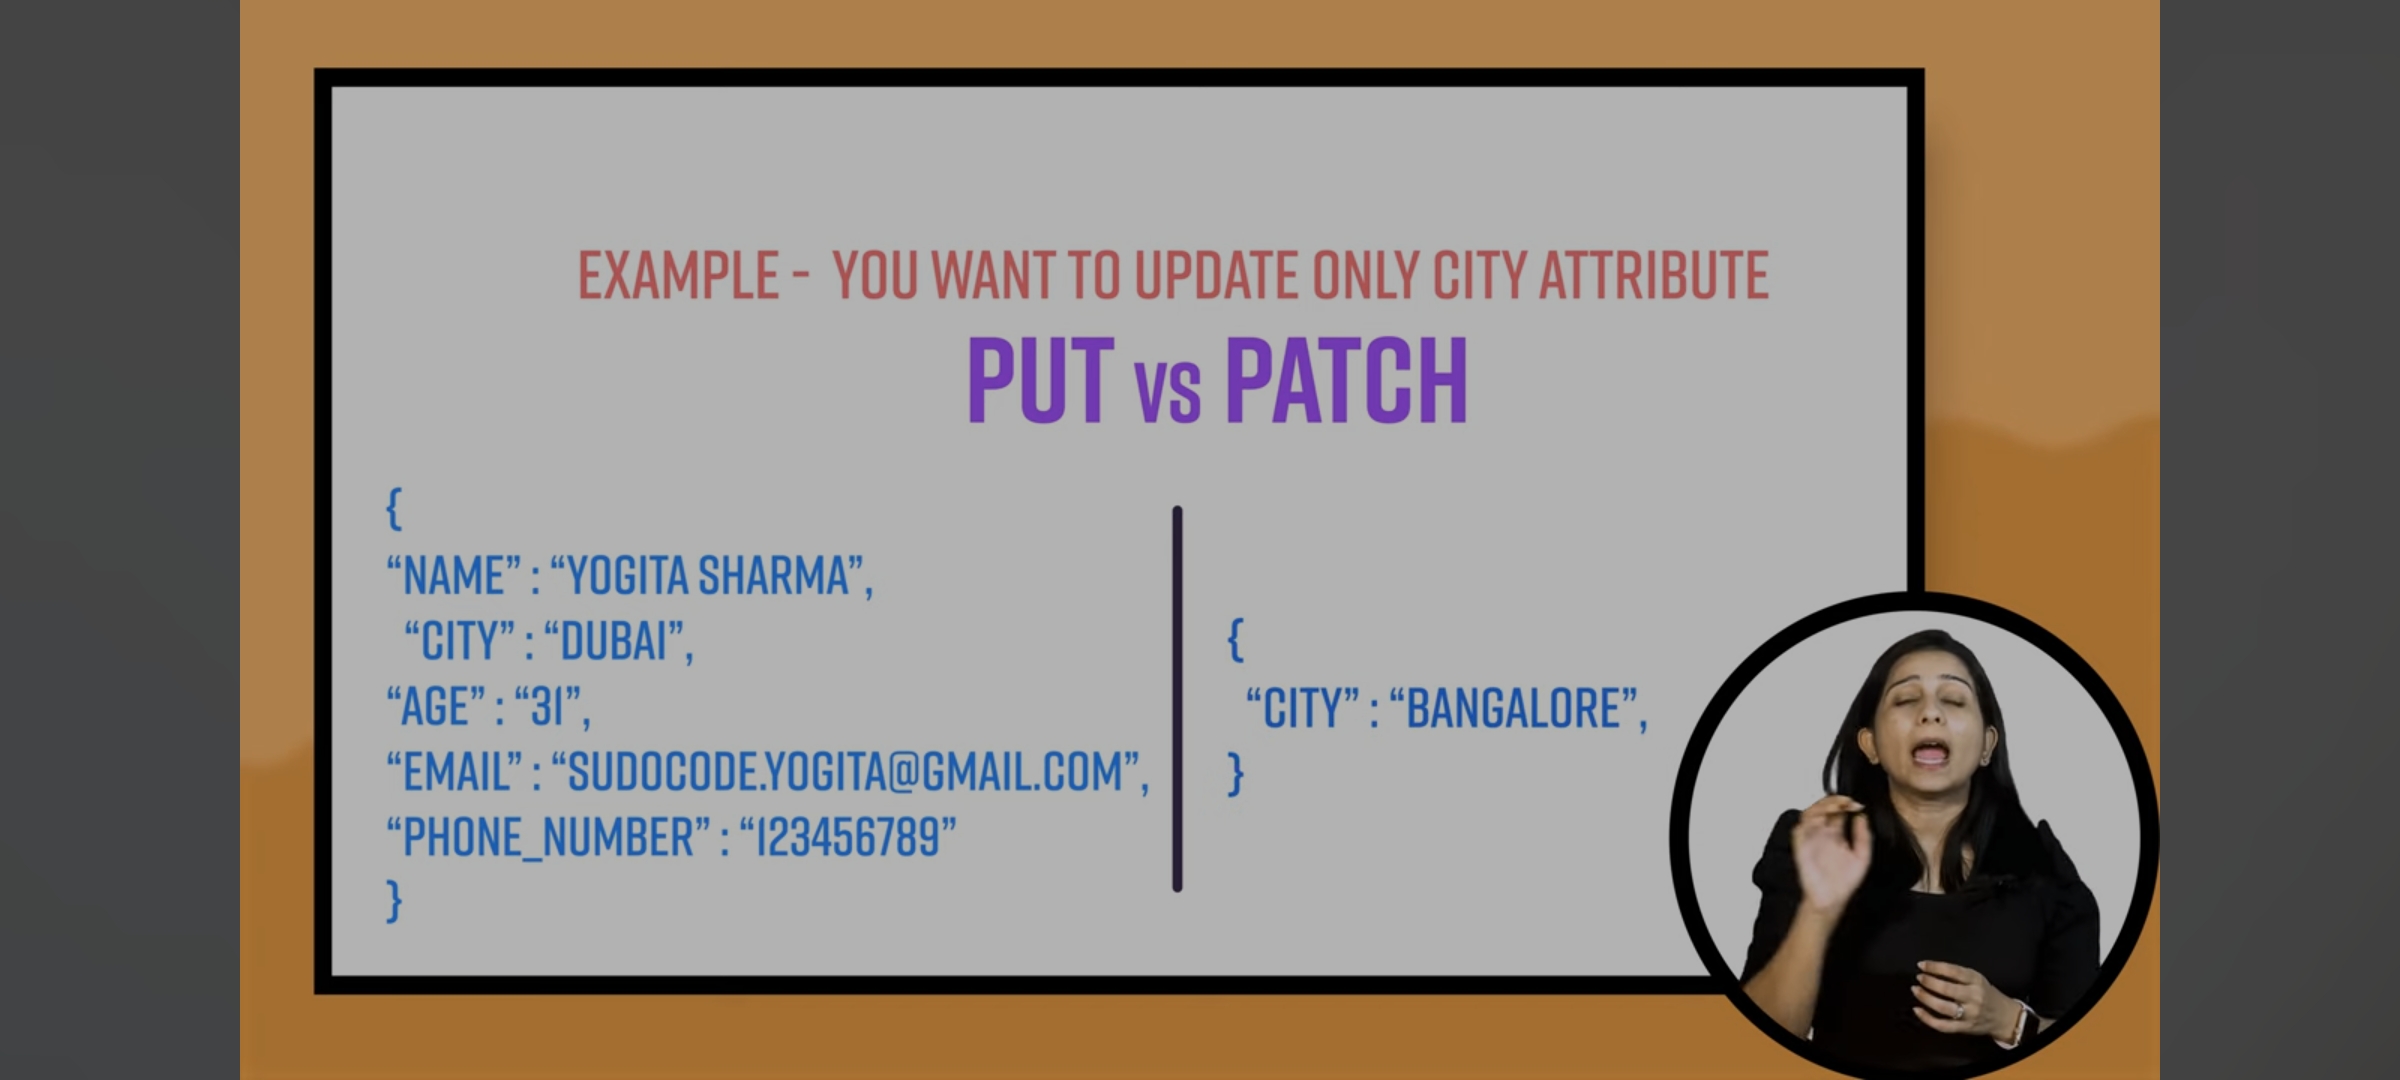 EXAMPLE - YOU WANT TO UPDATE ONLY CITY ATTRIBUTE
PUT VS PATCH
{
“NAME” : “YOGITA SHARMA”,
“CITY” : “DUBAI”,
“AGE” : “31”,
“EMAIL” : “SUDOCODE.YOGITA@GMAIL.COM”,
“PHONE_NUMBER” : “123456789”
}
{
“CITY” : “BANGALORE”,
}